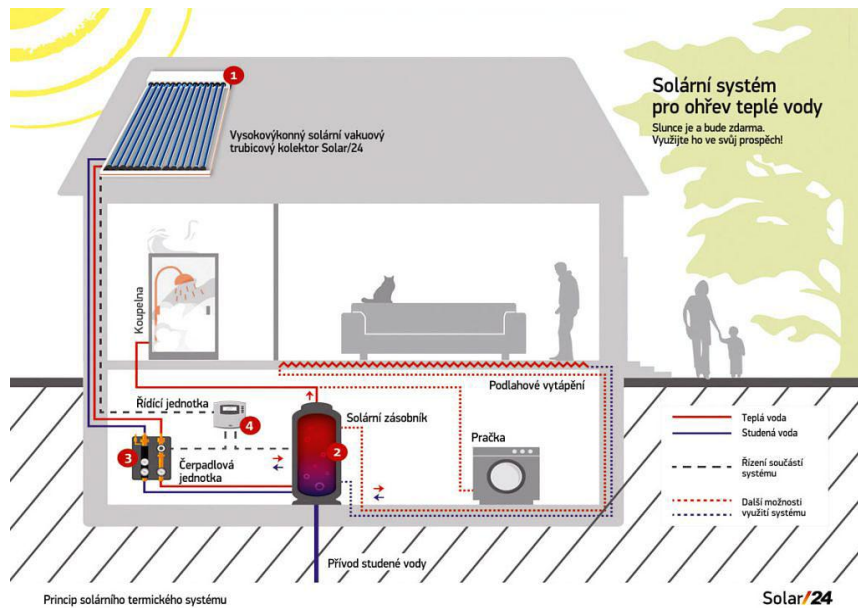 1
Solární systém
pro ohřev teplé vody
Slunce je a bude zdarma.
Využijte ho ve svůj prospěch!
Vysokovýkonný solární vakuový
trubicový kolektor Solar/24
Koupelna
Podlahové vytápění
Řídící jednotka
4
Solární zásobník
2
Pračka
3
Čerpadlová
jednotka
Teplá voda
Studená voda
Řízení součástí
systému
Další možnosti
využití systému
Přívod studené vody
Princip solárního termického systému
Solar/24